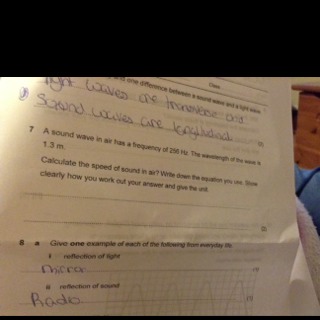 Class
and one difference between a sound wave and a light wave
light waves are transverse and
Sound waves are longitudinal
7 A sound wave in air has a frequency of 256 Hz. The wavelength of the wave is
1.3 m.
Calculate the speed of sound in air? Write down the equation you use. Show
clearly how you work out your answer and give the unit.
(2)
8 a Give one example of each of the following from everyday life.
i reflection of light
mirror
(1)
ii reflection of sound
Radio
(1)